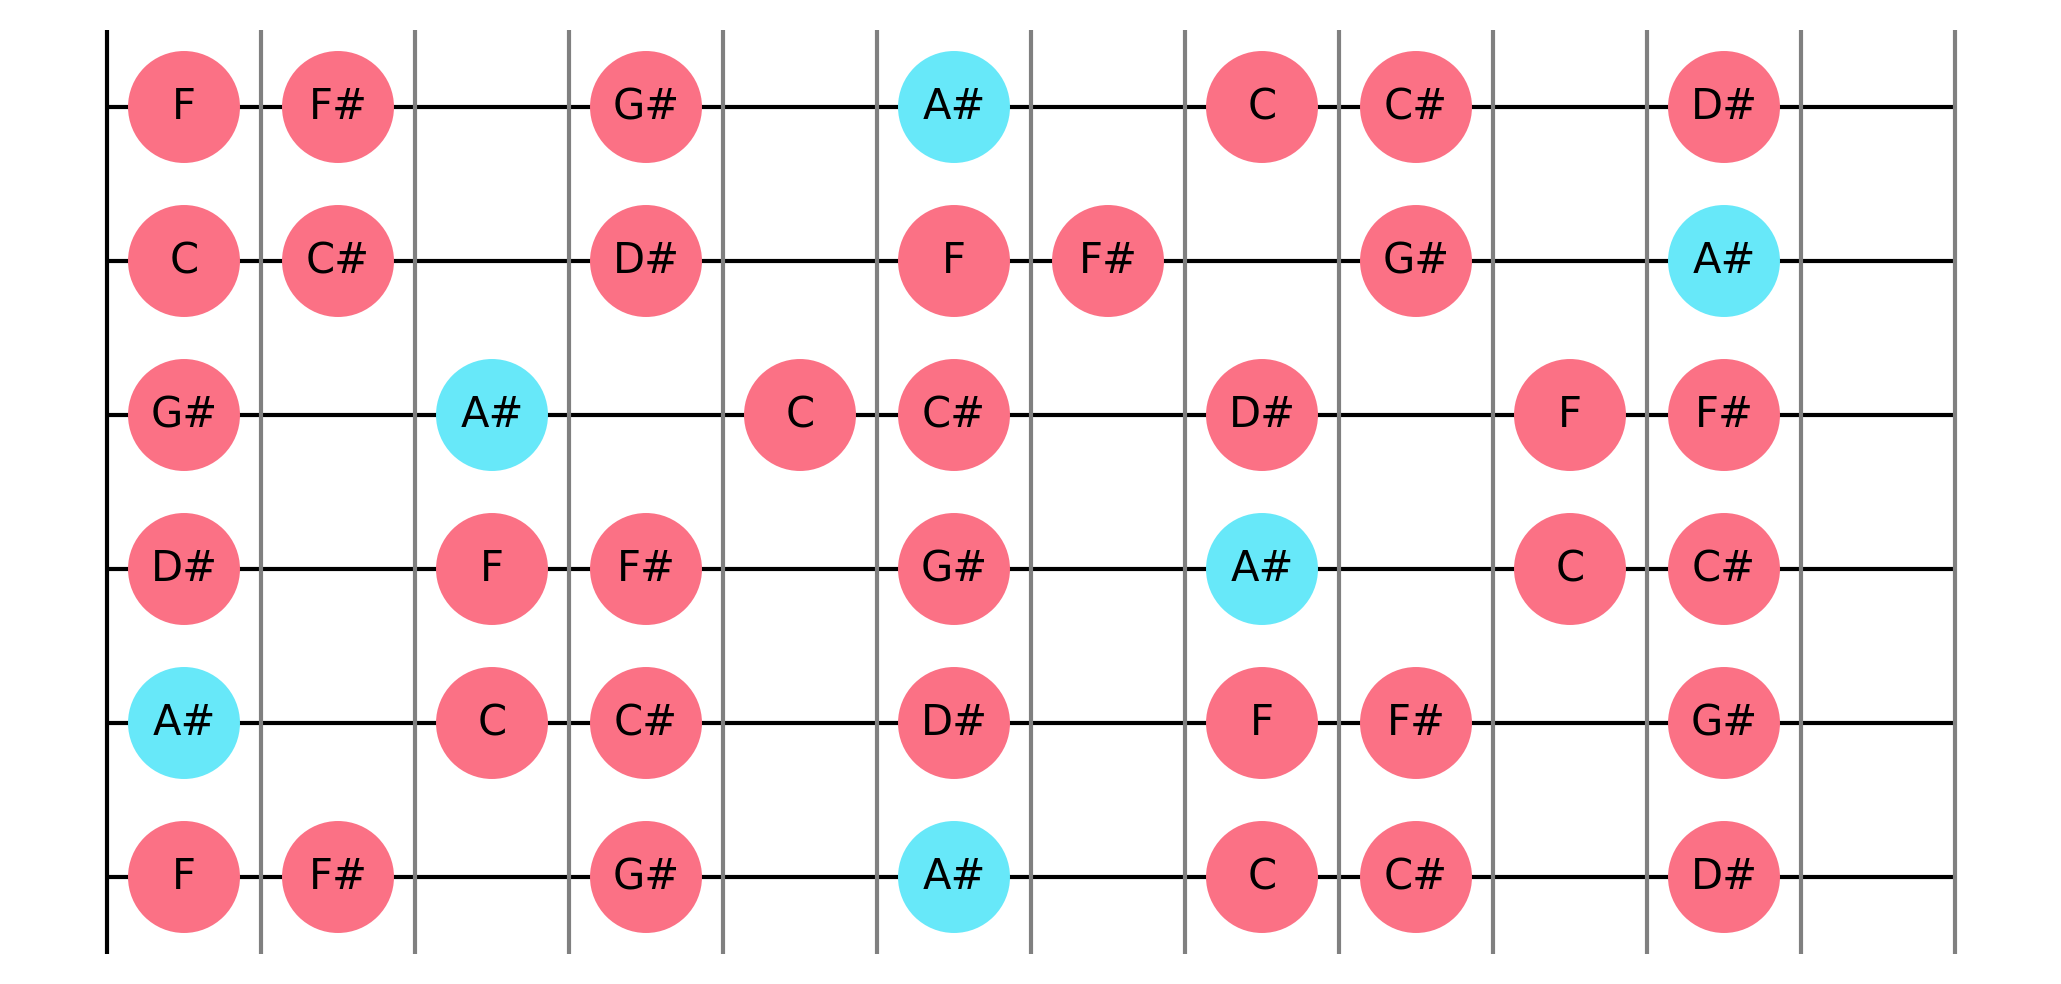 F F# G# A# C C# D#
C C# D# F F# G# A#
G# A# C C# D# F F#
D# F F# G# A# C C#
A# C C# D# F F# G#
F F# G# A# C C# D#